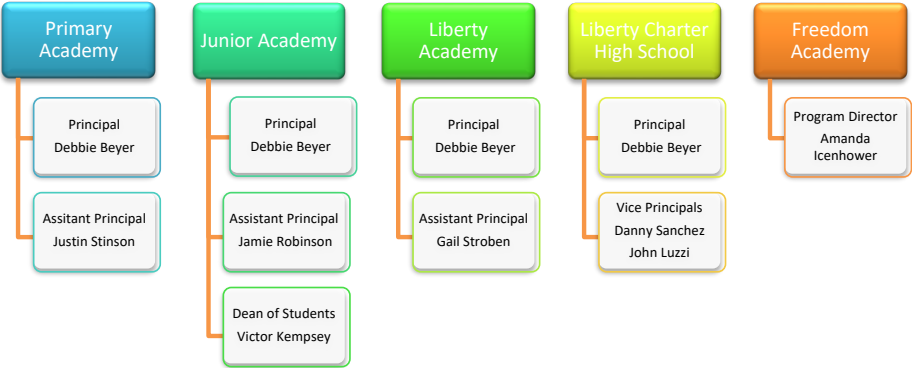 Primary
Academy
Principal
Debbie Beyer
Assitant Principal
Justin Stinson
Junior Academy
Principal
Debbie Beyer
Assistant Principal
Jamie Robinson
Dean of Students
Victor Kempsey
Liberty
Academy
Principal
Debbie Beyer
Assistant Principal
Gail Stroben
Liberty Charter
High School
Principal
Debbie Beyer
Vice Principals
Danny Sanchez
John Luzzi
Freedom
Academy
Program Director
Amanda
Icenhower